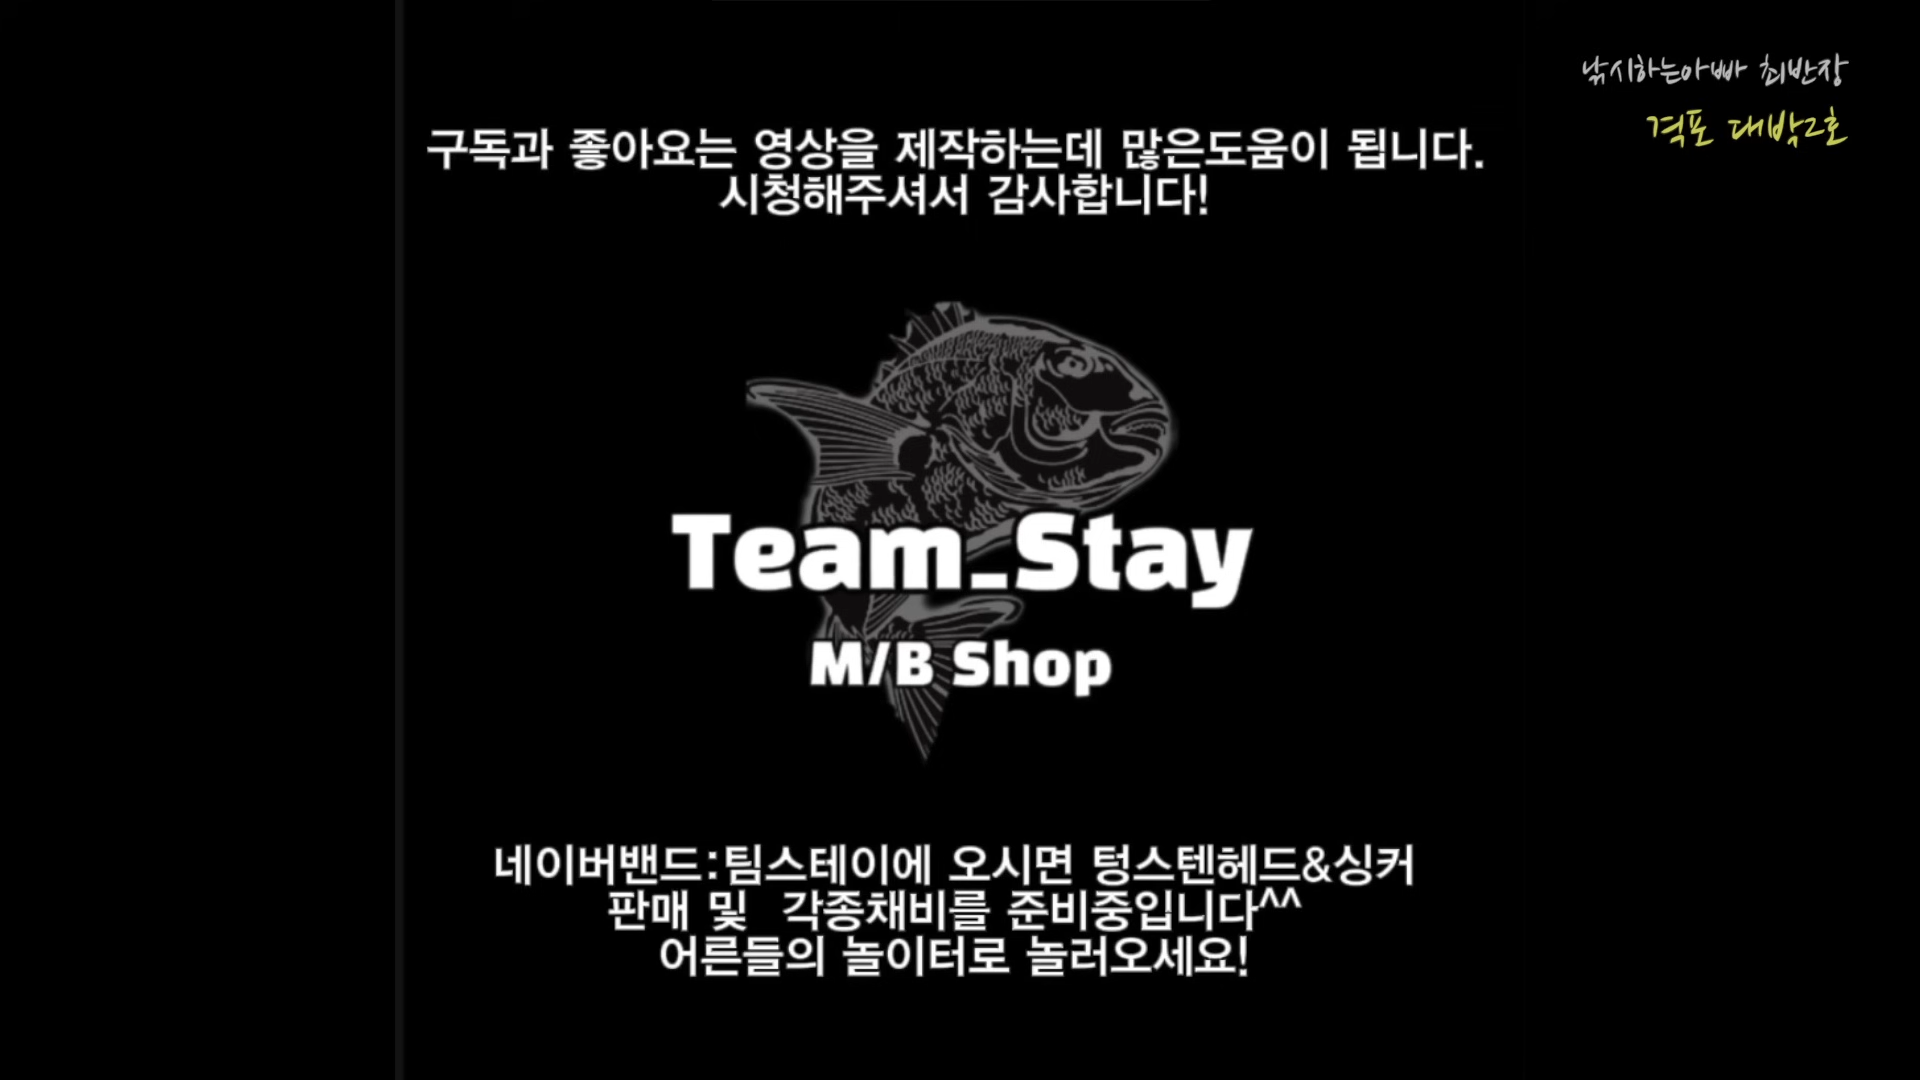 낚시하는아빠 최반장
격포 대박2호
구독과 좋아요는 영상을 제작하는데 많은도움이 됩니다.
시청해주셔서 감사합니다!
Team_Stay
M/B Shop
네이버밴드:팀스테이에 오시면 텅스텐헤드&싱커
판매 및 각종채비를 준비중입니다^^
어른들의 놀이터로 놀러오세요!